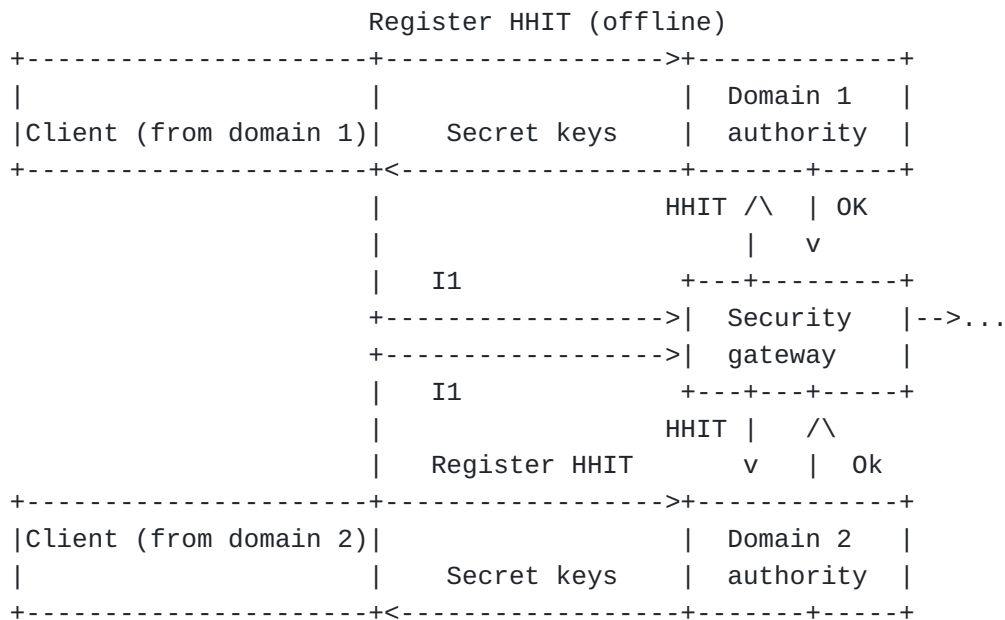 Register HHIT (offline)
+----------------------+------------------>+-------------+
|                      |                   |  Domain 1   |
|Client (from domain 1)|    Secret keys    |  authority  |
+----------------------+<------------------+-------+-----+
                       |                  HHIT /\  | OK
                       |                       |   v
                       |   I1              +---+---------+
                       +------------------>|  Security   |-->...
                       +------------------>|  gateway    |
                       |   I1              +---+---+-----+
                       |                  HHIT |   /\
                       |   Register HHIT       v   |  Ok
+----------------------+------------------>+-------------+
|Client (from domain 2)|                   |  Domain 2   |
|                      |    Secret keys    |  authority  |
+----------------------+<------------------+-------+-----+